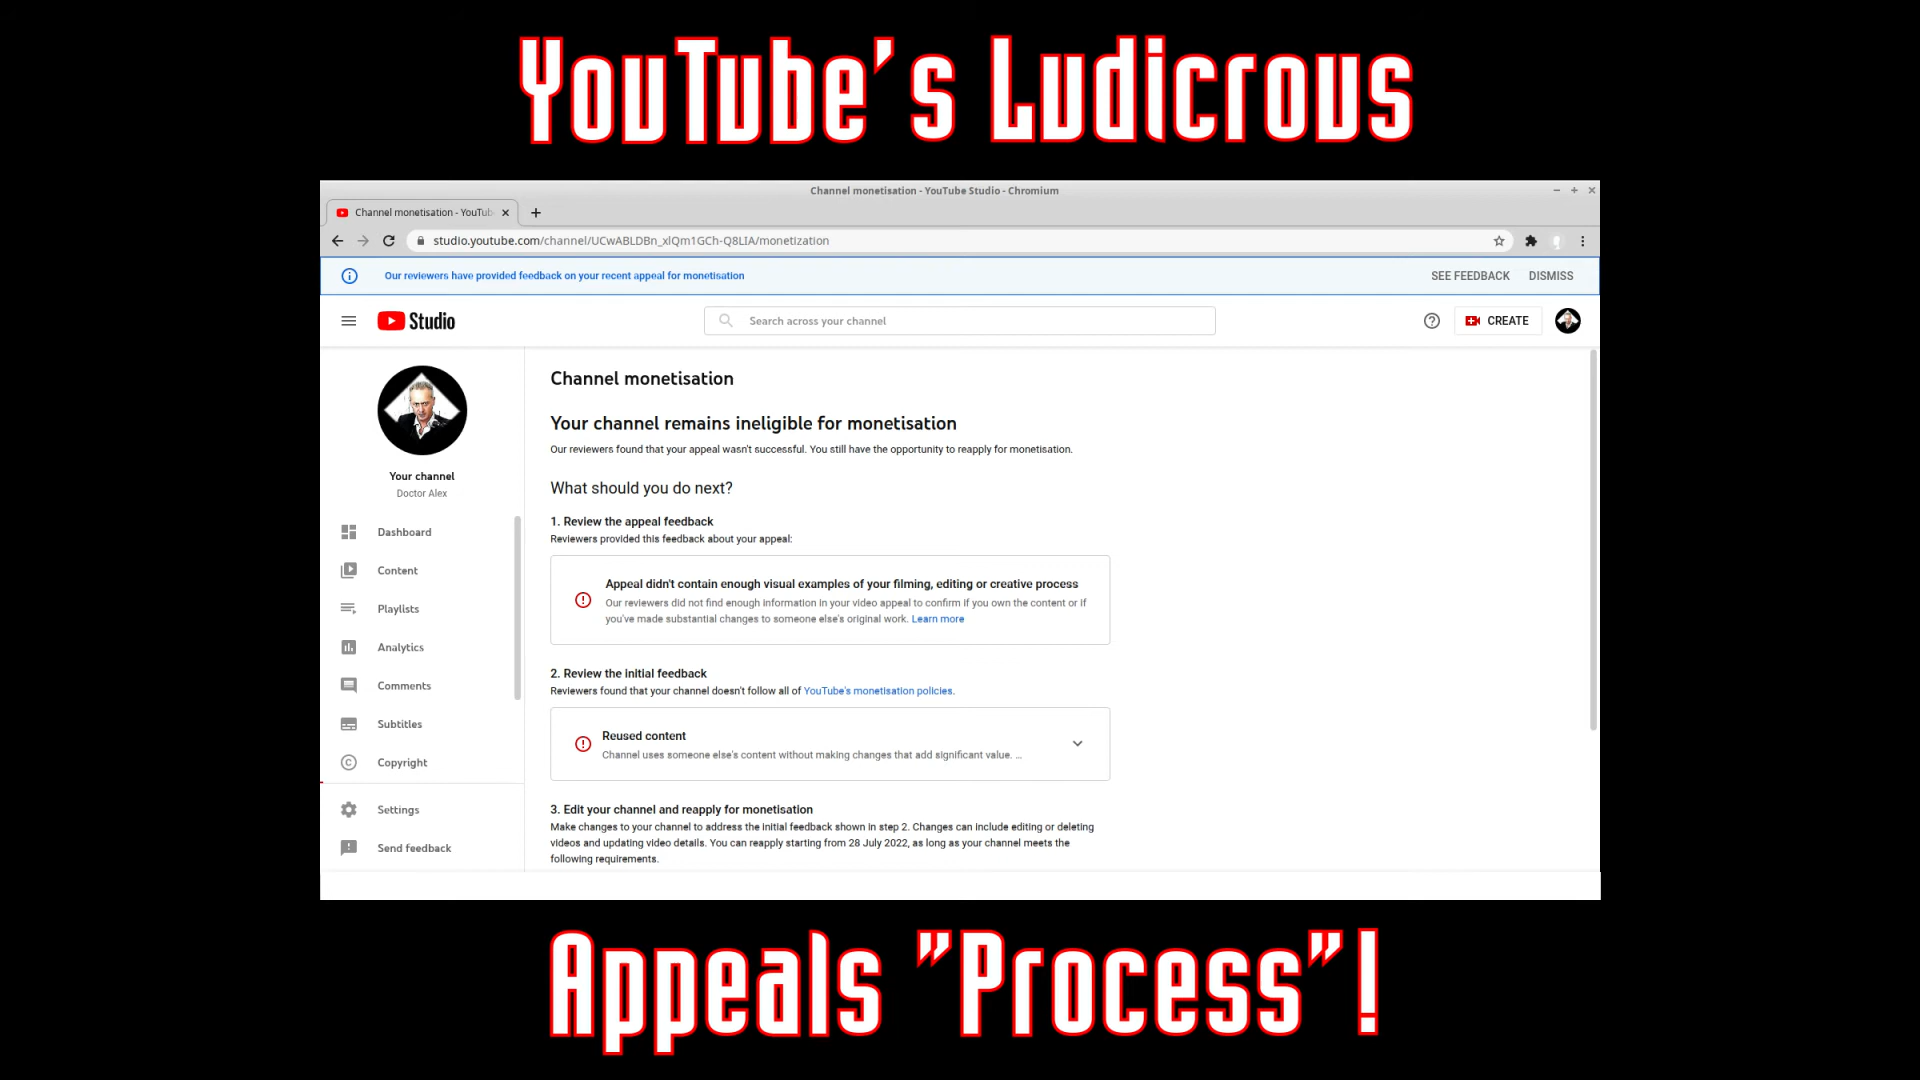 YouTube's Ludicrous
Channel monetisation - YouTube Studio - Chromium
Channel monetisation - YouTub
studio.youtube.com/channel/UCwABLDBn_xlQm1GCh-Q8LIA/monetization
Our reviewers have provided feedback on your recent appeal for monetisation
SEE FEEDBACK DISMISS
Studio
Search across your channel
CREATE
Your channel
Doctor Alex
Dashboard
Content
Playlists
Analytics
Comments
Subtitles
Copyright
Settings
Send feedback
Channel monetisation
Your channel remains ineligible for monetisation
Our reviewers found that your appeal wasn't successful. You still have the opportunity to reapply for monetisation.
What should you do next?
1. Review the appeal feedback
Reviewers provided this feedback about your appeal:
Appeal didn't contain enough visual examples of your filming, editing or creative process
Our reviewers did not find enough information in your video appeal to confirm if you own the content or if
you've made substantial changes to someone else's original work. Learn more
2. Review the initial feedback
Reviewers found that your channel doesn't follow all of YouTube's monetisation policies.
Reused content
Channel uses someone else's content without making changes that add significant value. ...
3. Edit your channel and reapply for monetisation
Make changes to your channel to address the initial feedback shown in step 2. Changes can include editing or deleting
videos and updating video details. You can reapply starting from 28 July 2022, as long as your channel meets the
following requirements.
Appeals "Process"!